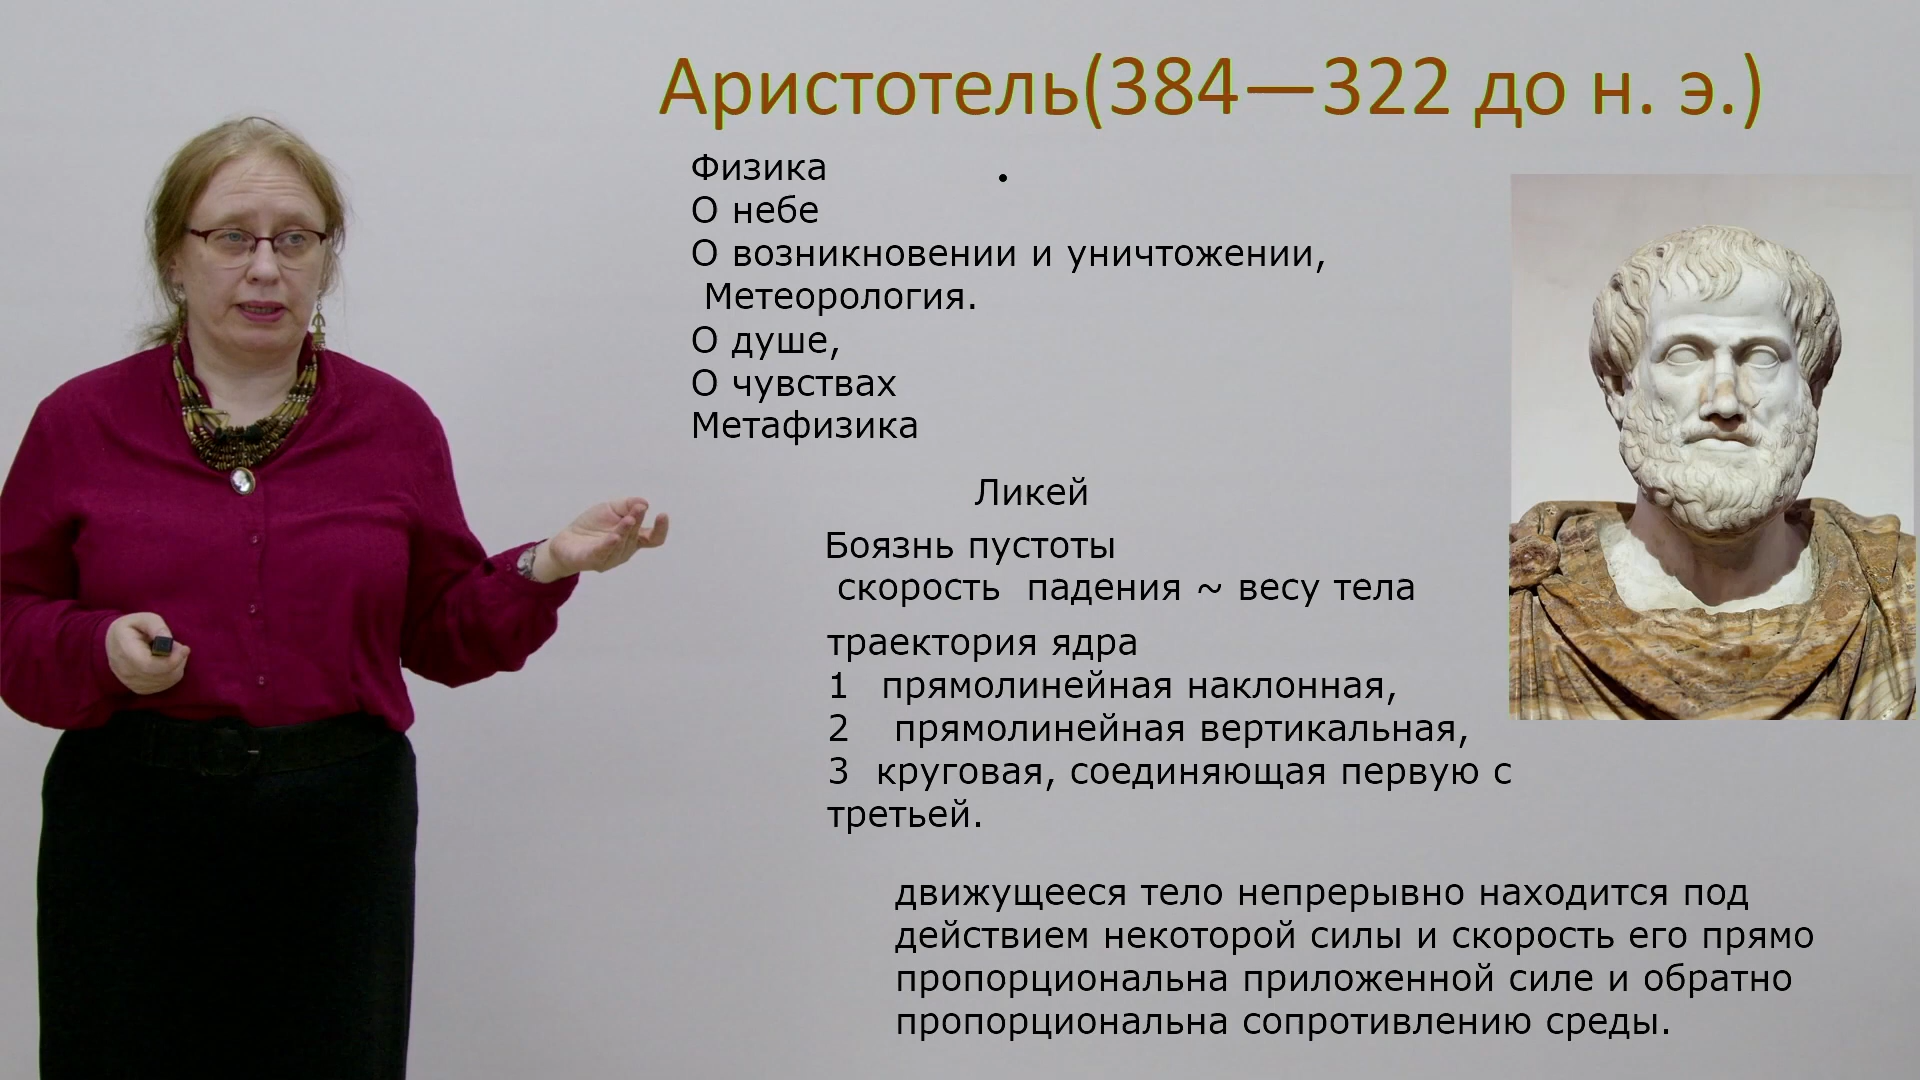 Аристотель(384—322 до н. э.)
Физика
О небе
О возникновении и уничтожении,
Метеорология.
О душе,
О чувствах
Метафизика
Ликей
Боязнь пустоты
скорость падения ~ весу тела
траектория ядра
1 прямолинейная наклонная,
2 прямолинейная вертикальная,
3 круговая, соединяющая первую с
третьей.
движущееся тело непрерывно находится под
действием некоторой силы и скорость его прямо
пропорциональна приложенной силе и обратно
пропорциональна сопротивлению среды.